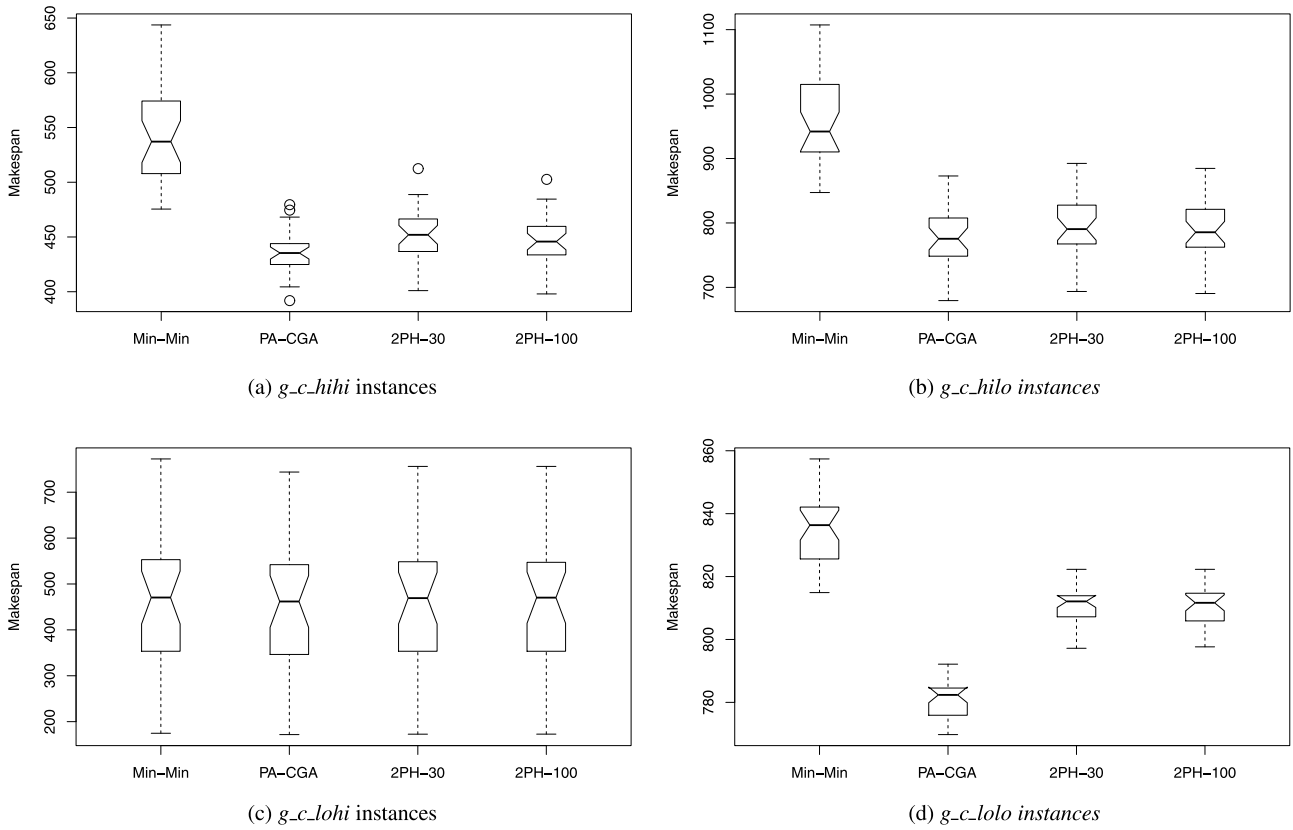 Makespan
650
600
550
500
450
400
Min−Min
PA−CGA
2PH−30
2PH−100
(a) g_c_hihi instances
Makespan
1100
1000
900
800
700
Min−Min
PA−CGA
2PH−30
2PH−100
(b) g_c_hilo instances
Makespan
700
600
500
400
300
200
Min−Min
PA−CGA
2PH−30
2PH−100
(c) g_c_lohi instances
Makespan
860
840
820
800
780
Min−Min
PA−CGA
2PH−30
2PH−100
(d) g_c_lolo instances